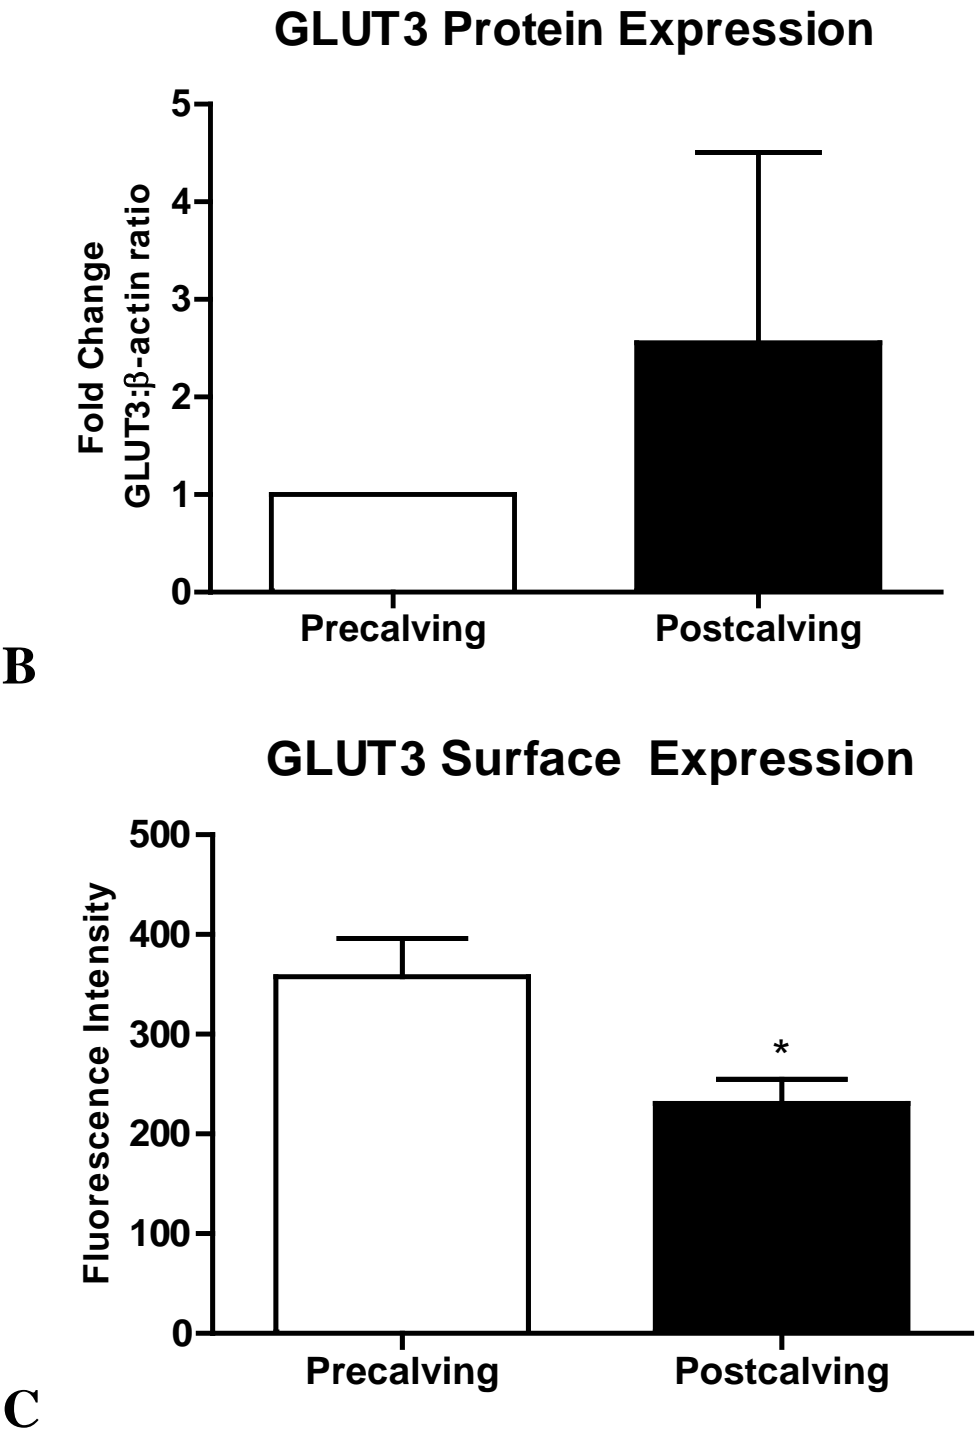 GLUT3 Protein Expression
5
4
3
2
1
0
Fold Change
GLUT3:β-actin ratio
Precalving Postcalving
B
GLUT3 Surface Expression
500
400
300
200
100
0
Fluorescence Intensity
*
Precalving Postcalving
C